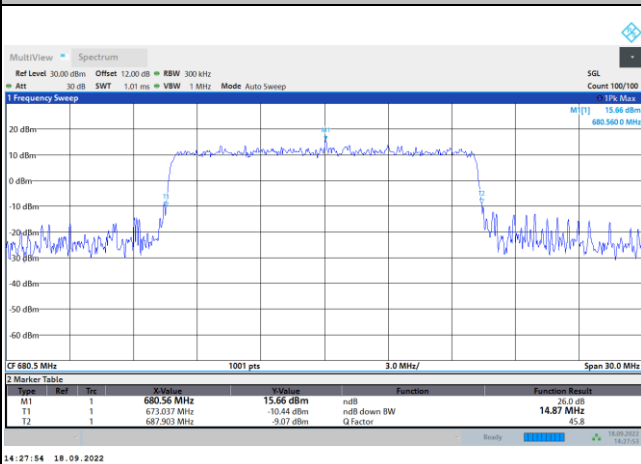 MultiView Spectrum
Ref Level 30.00 dBm Offset 12.00 dB RBW 300 kHz SGL
Att 30 dB SWT 1.01 ms VBW 1 MHz Mode Auto Sweep Count 100/100
1 Frequency Sweep 1Pk Max
M1[1] 15.66 dBm
680.560 0 MHz
20 dBm
M1
10 dBm
0 dBm
T1 T2
-10 dBm
-20 dBm
-30 dBm
-40 dBm
-50 dBm
-60 dBm
CF 680.5 MHz 1001 pts 3.0 MHz/ Span 30.0 MHz
2 Marker Table
Type Ref Trc X-Value Y-Value Function Function Result
M1 1 680.56 MHz 15.66 dBm ndB 26.0 dB
T1 1 673.037 MHz -10.44 dBm ndB down BW 14.87 MHz
T2 1 687.903 MHz -9.07 dBm Q Factor 45.8
Ready 18.09.2022
14:27:53
14:27:54 18.09.2022